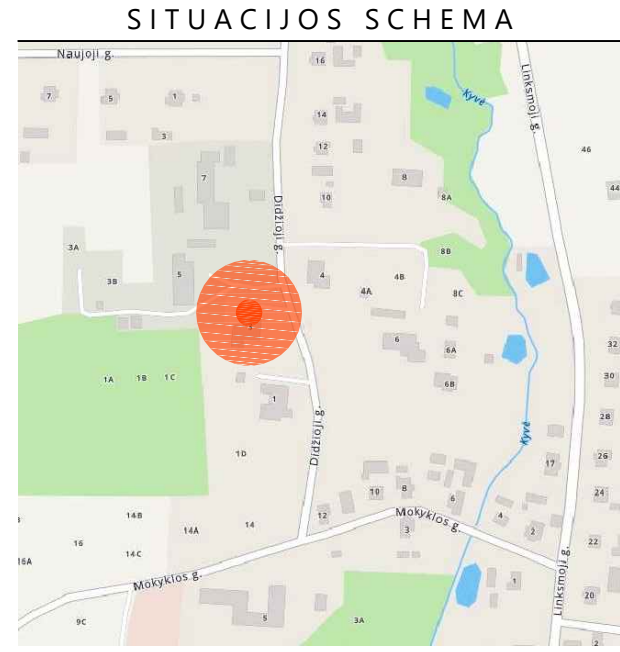 SITUACIJOS SCHEMA
Naujoji g.
16
Kyvė
Linksmoji g.
7
5
1
14
3
12
46
7
8
44
10
8A
Didžioji g.
3A
8B
3B
5
4
4B
4A
8C
6
32
6A
1A
1B
1C
6B
30
1
28
Didžioji g.
Kyvė
1D
26
17
10
8
6
24
14B
14
12
Mokyklos g.
4
14A
3
2
16
22
14C
16A
Mokyklos g.
1
Linksmoji g.
20
9C
5
3A
2